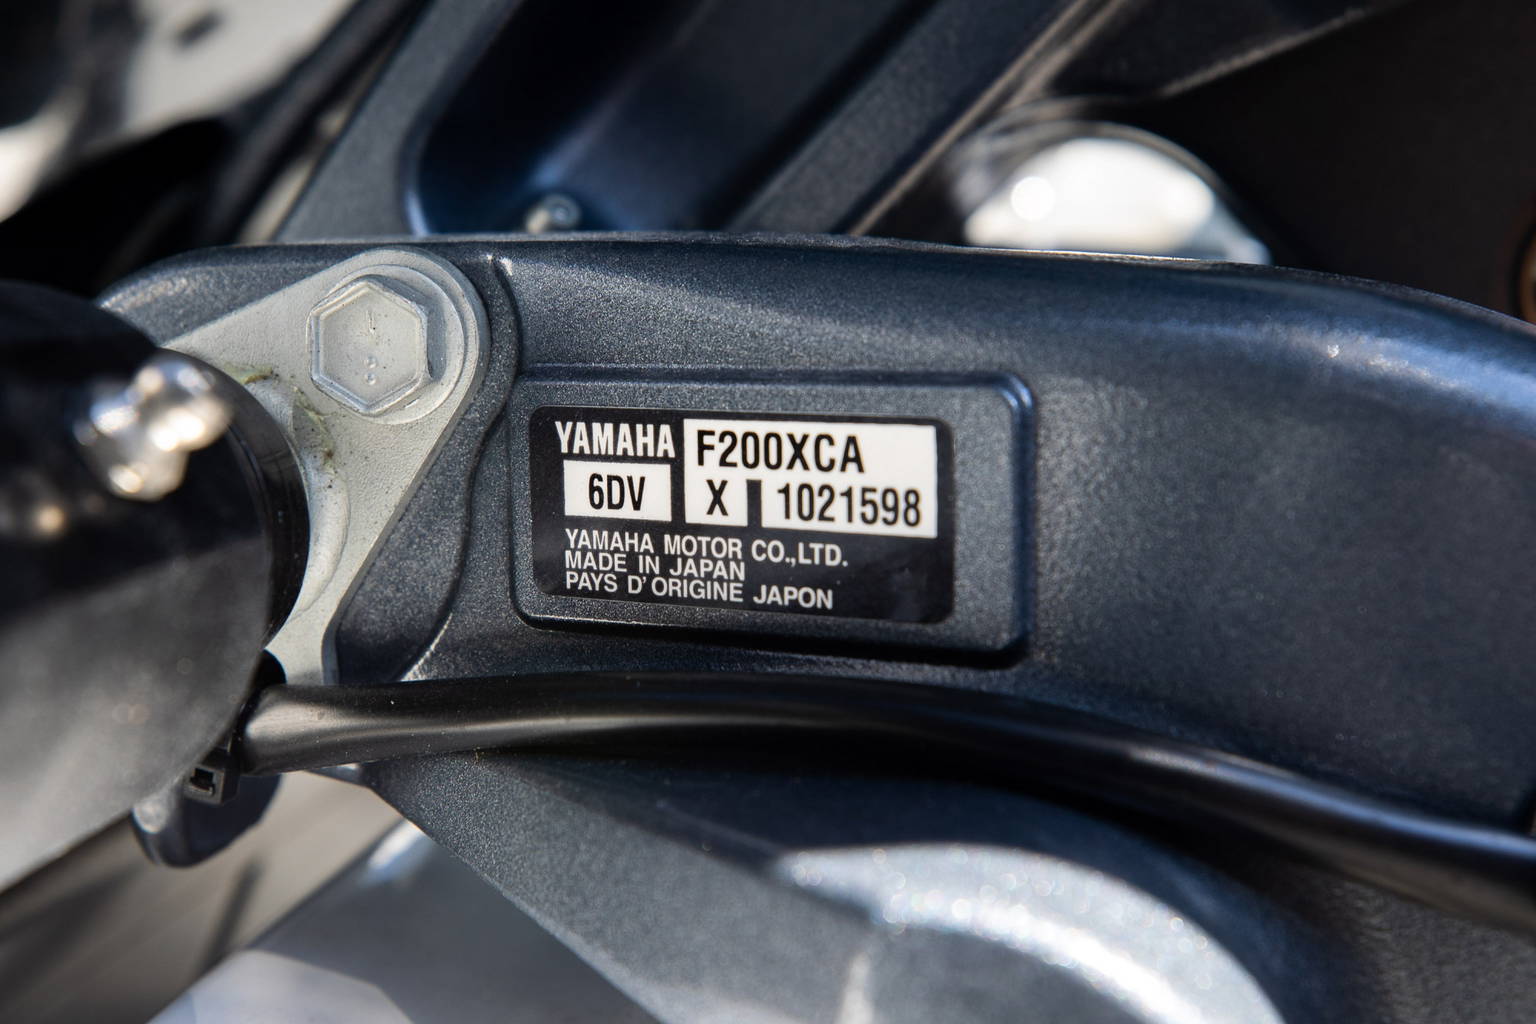 YAMAHA F200XCA
6DV X 1021598
YAMAHA MOTOR CO.,LTD.
MADE IN JAPAN
PAYS D'ORIGINE JAPON